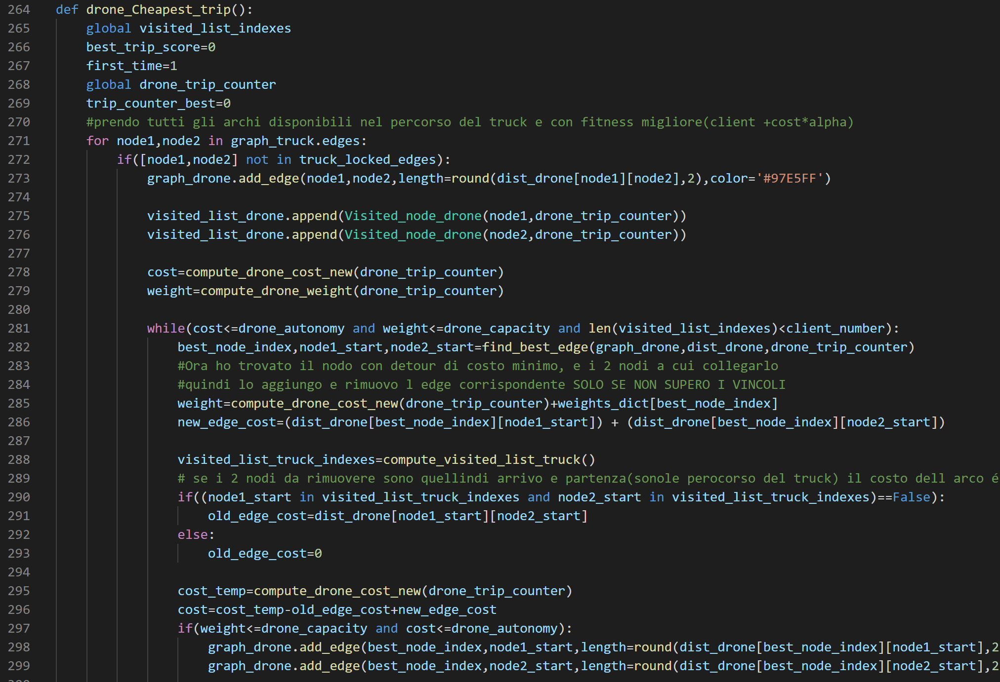 264 def drone_Cheapest_trip():
265 global visited_list_indexes
266 best_trip_score=0
267 first_time=1
268 global drone_trip_counter
269 trip_counter_best=0
270 #prendo tutti gli archi disponibili nel percorso del truck e con fitness migliore(client +cost*alpha)
271 for node1,node2 in graph_truck.edges:
272 if([node1,node2] not in truck_locked_edges):
273 graph_drone.add_edge(node1,node2,length=round(dist_drone[node1][node2],2),color='#97E5FF')
274
275 visited_list_drone.append(Visited_node_drone(node1,drone_trip_counter))
276 visited_list_drone.append(Visited_node_drone(node2,drone_trip_counter))
277
278 cost=compute_drone_cost_new(drone_trip_counter)
279 weight=compute_drone_weight(drone_trip_counter)
280
281 while(cost<=drone_autonomy and weight<=drone_capacity and len(visited_list_indexes)<client_number):
282 best_node_index,node1_start,node2_start=find_best_edge(graph_drone,dist_drone,drone_trip_counter)
283 #Ora ho trovato il nodo con detour di costo minimo, e i 2 nodi a cui collegarlo
284 #quindi lo aggiungo e rimuovo l edge corrispondente SOLO SE NON SUPERO I VINCOLI
285 weight=compute_drone_cost_new(drone_trip_counter)+weights_dict[best_node_index]
286 new_edge_cost=(dist_drone[best_node_index][node1_start]) + (dist_drone[best_node_index][node2_start])
287
288 visited_list_truck_indexes=compute_visited_list_truck()
289 # se i 2 nodi da rimuovere sono quellindi arrivo e partenza(sonole perocorso del truck) il costo dell arco é
290 if((node1_start in visited_list_truck_indexes and node2_start in visited_list_truck_indexes)==False):
291 old_edge_cost=dist_drone[node1_start][node2_start]
292 else:
293 old_edge_cost=0
294
295 cost_temp=compute_drone_cost_new(drone_trip_counter)
296 cost=cost_temp-old_edge_cost+new_edge_cost
297 if(weight<=drone_capacity and cost<=drone_autonomy):
298 graph_drone.add_edge(best_node_index,node1_start,length=round(dist_drone[best_node_index][node1_start],2
299 graph_drone.add_edge(best_node_index,node2_start,length=round(dist_drone[best_node_index][node2_start],2